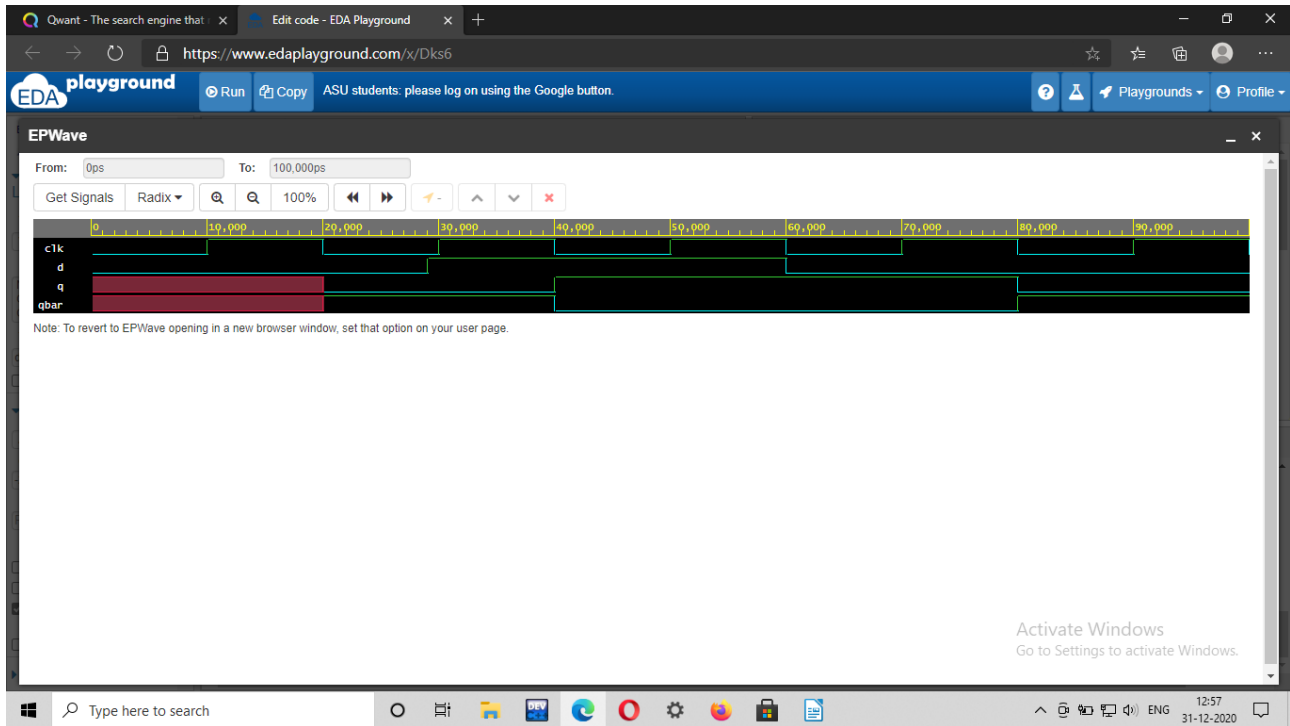 Qwant - The search engine that
Edit code - EDA Playground
https://www.edaplayground.com/x/Dks6
EDA playground
Run
Copy
ASU students: please log on using the Google button.
Playgrounds
Profile
EPWave
From: 0ps To: 100,000ps
Get Signals Radix 100%
0 10,000 20,000 30,000 40,000 50,000 60,000 70,000 80,000 90,000
clk
d
q
qbar
Note: To revert to EPWave opening in a new browser window, set that option on your user page.
Activate Windows
Go to Settings to activate Windows.
Type here to search
DEV
ENG
12:57
31-12-2020